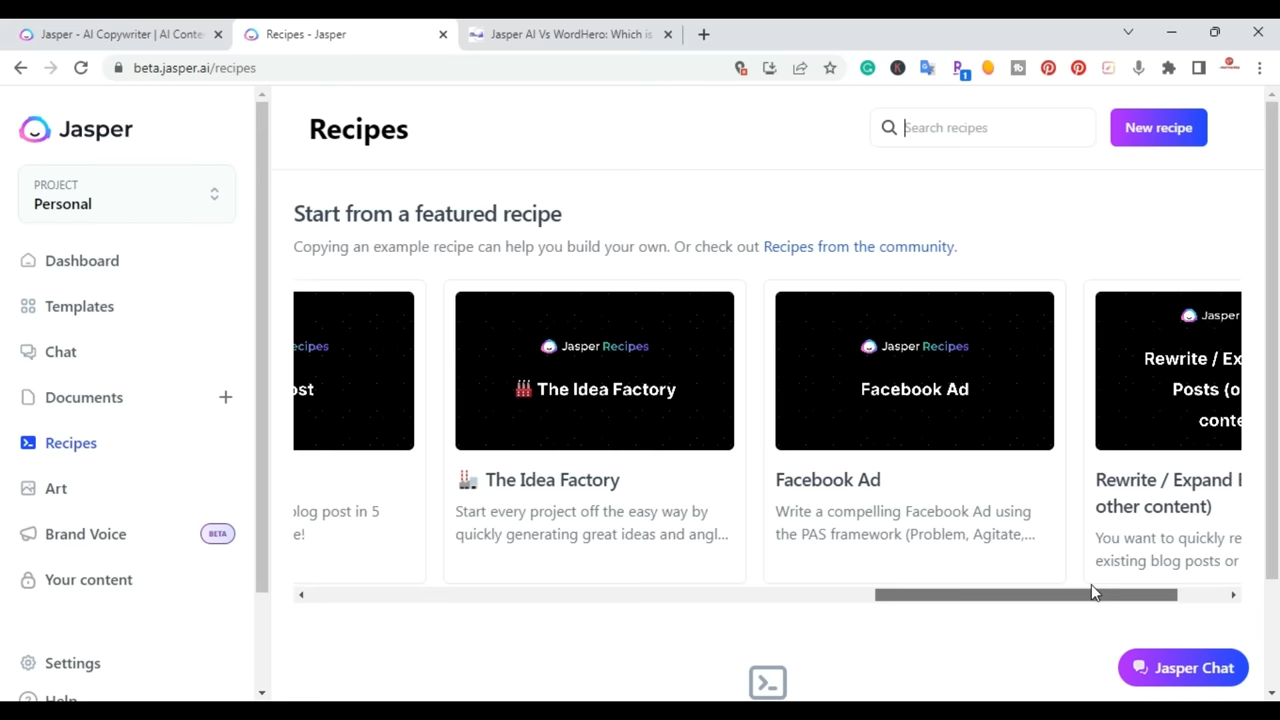 Jasper - AI Copywriter | AI Conte
Recipes - Jasper
Jasper AI Vs WordHero: Which is
beta.jasper.ai/recipes
1
Jasper
PROJECT
Personal
Dashboard
Templates
Chat
Documents
Recipes
Art
Brand Voice BETA
Your content
Settings
Help
Recipes
Search recipes
New recipe
Start from a featured recipe
Copying an example recipe can help you build your own. Or check out Recipes from the community.
ecipes
ost
log post in 5
e!
Jasper Recipes
The Idea Factory
The Idea Factory
Start every project off the easy way by
quickly generating great ideas and angl...
Jasper Recipes
Facebook Ad
Facebook Ad
Write a compelling Facebook Ad using
the PAS framework (Problem, Agitate,...
Jasper
Rewrite / Ex
Posts (o
conte
Rewrite / Expand
other content)
You want to quickly re
existing blog posts or
Jasper Chat